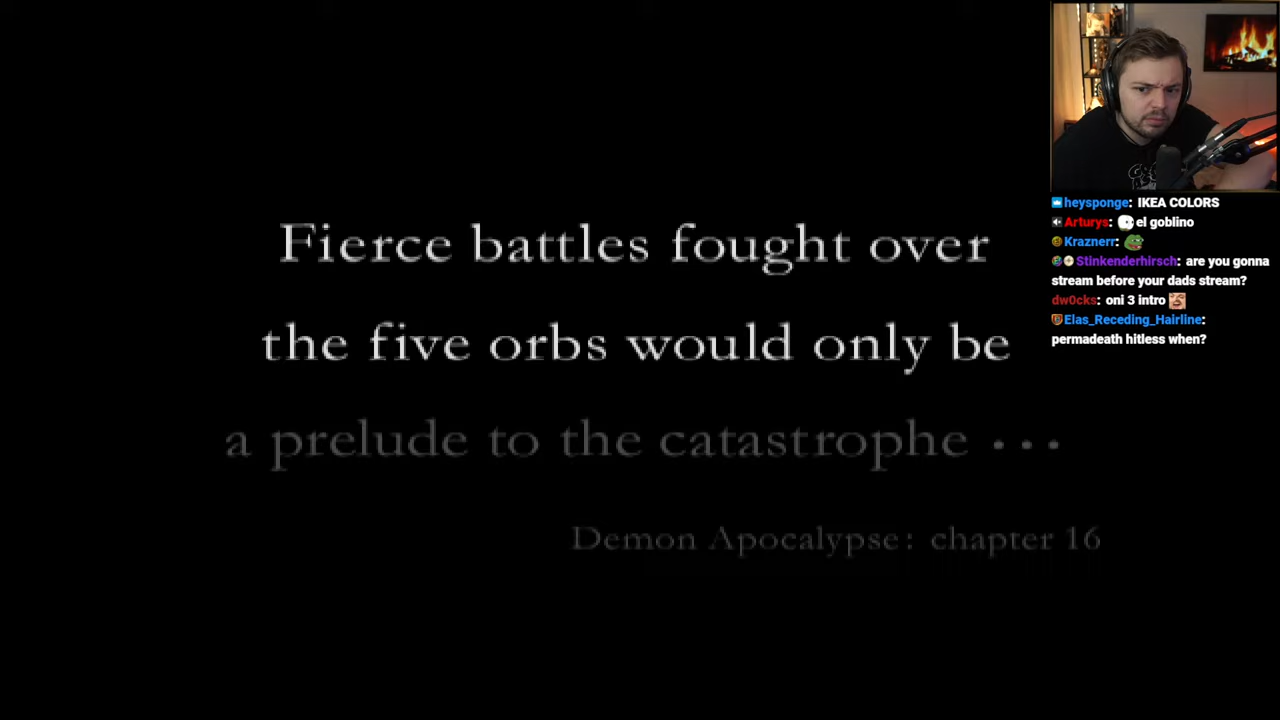 Fierce battles fought over
the five orbs would only be
a prelude to the catastrophe ···
Demon Apocalypse: chapter 16
heysponge: IKEA COLORS
Arturys: el goblino
Kraznerr:
Stinkenderhirsch: are you gonna
stream before your dads stream?
dw0cks: oni 3 intro
Elas_Receding_Hairline:
permadeath hitless when?